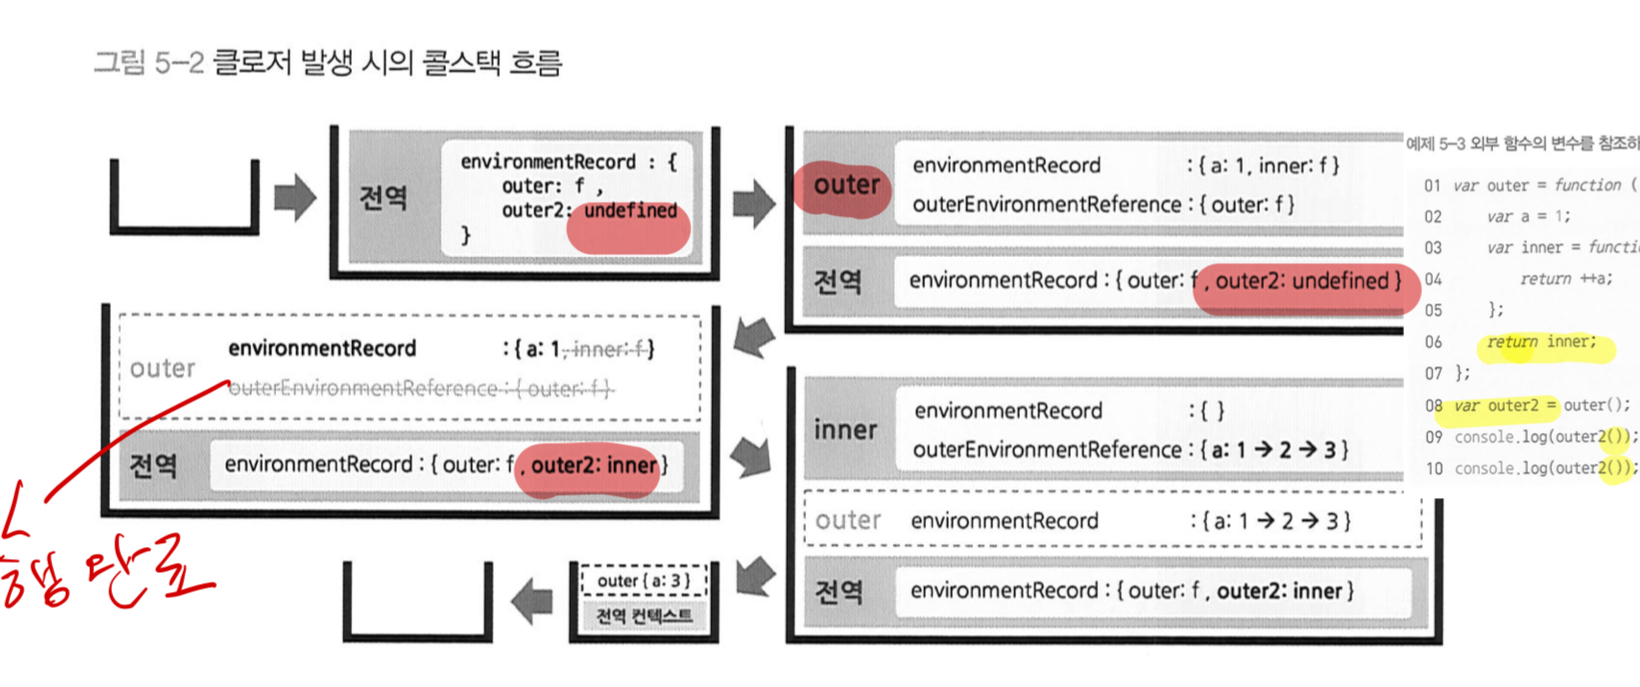 그림 5-2 클로저 발생 시의 콜스택 흐름
전역
environmentRecord : {
outer: f ,
outer2: undefined
}
outer
environmentRecord : { a: 1, inner: f }
outerEnvironmentReference : { outer: f }
전역
environmentRecord : { outer: f , outer2: undefined }
outer
environmentRecord : { a: 1, inner: f }
outerEnvironmentReference : { outer: f }
전역
environmentRecord : { outer: f , outer2: inner }
inner
environmentRecord : { }
outerEnvironmentReference : { a: 1 → 2 → 3 }
outer
environmentRecord : { a: 1 → 2 → 3 }
전역
environmentRecord : { outer: f , outer2: inner }
outer { a: 3 }
전역 컨텍스트
예제 5-3 외부 함수의 변수를 참조하
01 var outer = function (
02 var a = 1;
03 var inner = functi
04 return ++a;
05 };
06 return inner;
07 };
08 var outer2 = outer();
09 console.log(outer2());
10 console.log(outer2());